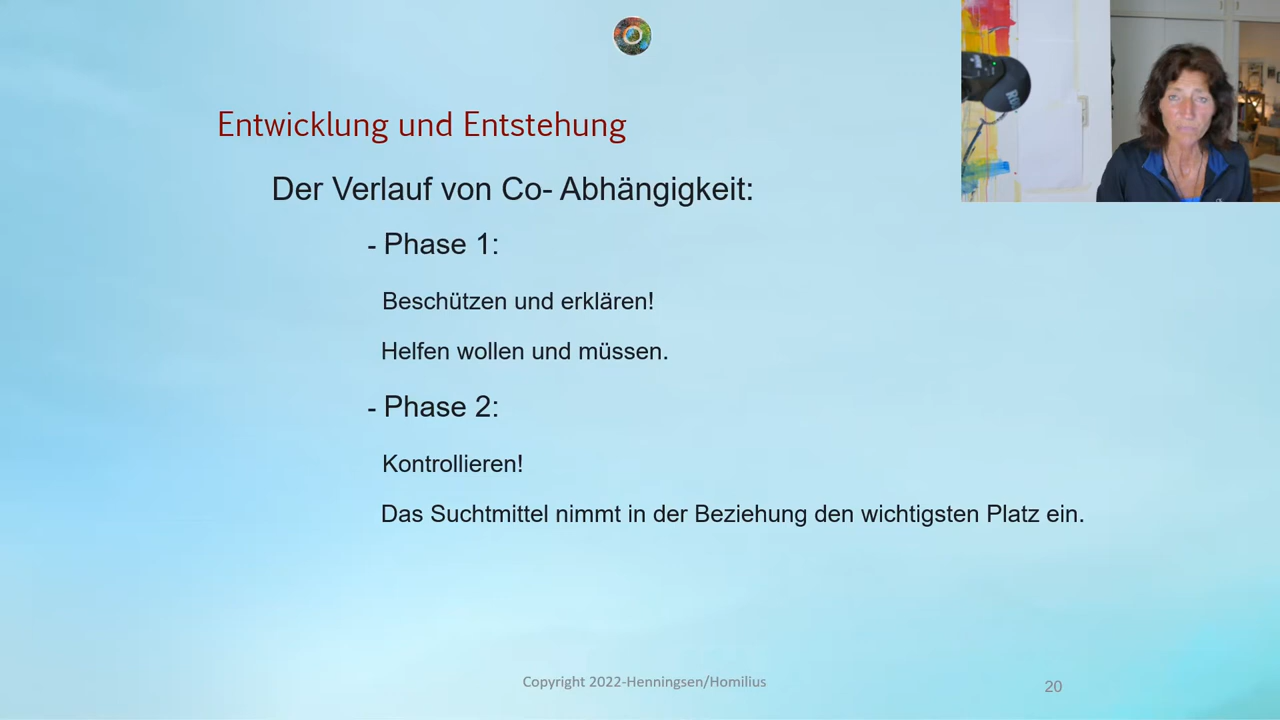 Entwicklung und Entstehung
Der Verlauf von Co- Abhängigkeit:
- Phase 1:
Beschützen und erklären!
Helfen wollen und müssen.
- Phase 2:
Kontrollieren!
Das Suchtmittel nimmt in der Beziehung den wichtigsten Platz ein.
Copyright 2022-Henningsen/Homilius
20